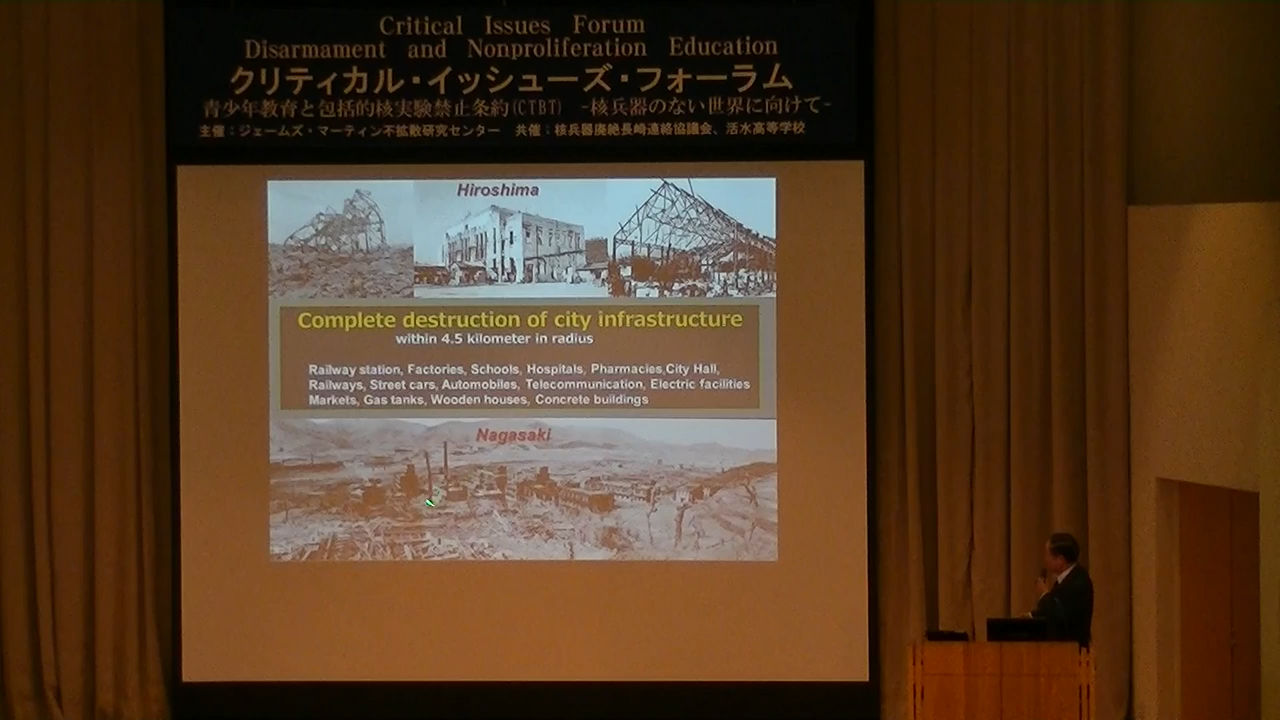 Critical Issues Forum
Disarmament and Nonproliferation Education
クリティカル・イッシューズ・フォーラム
青少年教育と包括的核実験禁止条約(CTBT) -核兵器のない世界に向けて-
主催：ジェームズ・マーティン不拡散研究センター 共催：核兵器廃絶長崎連絡協議会、活水高等学校
Hiroshima
Complete destruction of city infrastructure
within 4.5 kilometer in radius
Railway station, Factories, Schools, Hospitals, Pharmacies,City Hall,
Railways, Street cars, Automobiles, Telecommunication, Electric facilities
Markets, Gas tanks, Wooden houses, Concrete buildings
Nagasaki